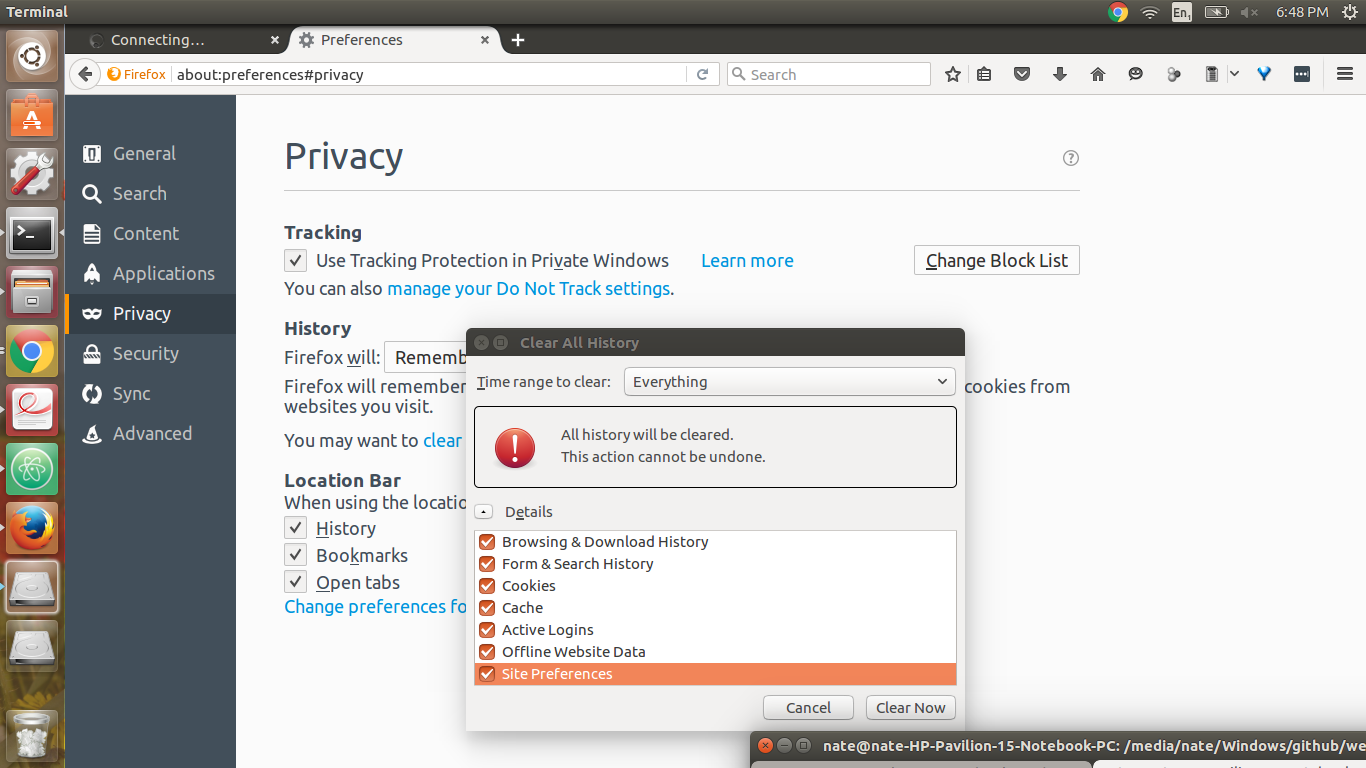 Terminal
En1
6:48 PM
Connecting…
Preferences
Firefox
about:preferences#privacy
Search
General
Search
Content
Applications
Privacy
Security
Sync
Advanced
Privacy
Tracking
Use Tracking Protection in Private Windows Learn more Change Block List
You can also manage your Do Not Track settings.
History
Firefox will:
Firefox will remember cookies from
websites you visit.
You may want to clear
Location Bar
When using the
History
Bookmarks
Open tabs
Change preferences
Clear All History
Time range to clear: Everything
All history will be cleared.
This action cannot be undone.
Details
Browsing & Download History
Form & Search History
Cookies
Cache
Active Logins
Offline Website Data
Site Preferences
Cancel Clear Now
nate@nate-HP-Pavilion-15-Notebook-PC: /media/nate/Windows/github/we